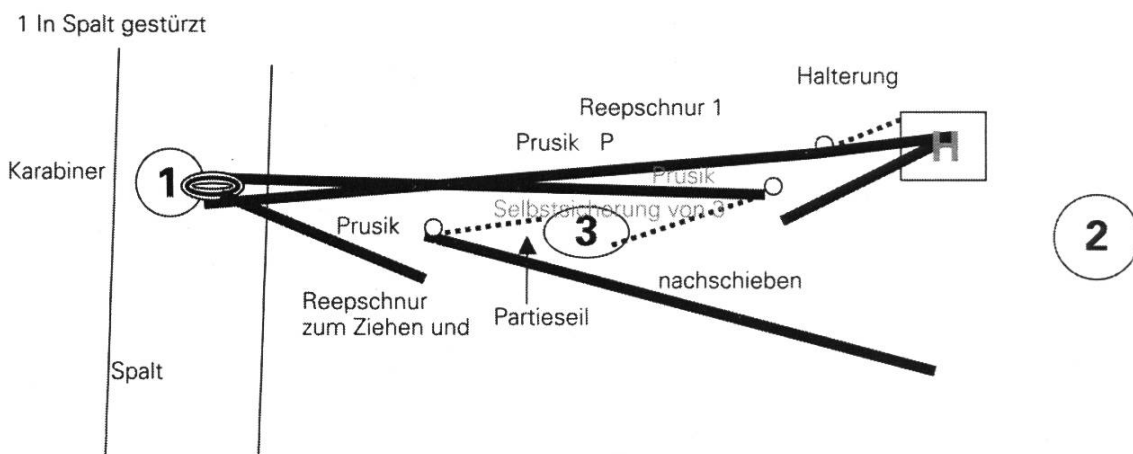 1 In Spalt gestürzt
Halterung
Reepschnur 1
Prusik P
H
Karabiner
1
Prusik
Selbstsicherung von 3
Prusik
3
2
nachschieben
Reepschnur
zum Ziehen und
Partieseil
Spalt